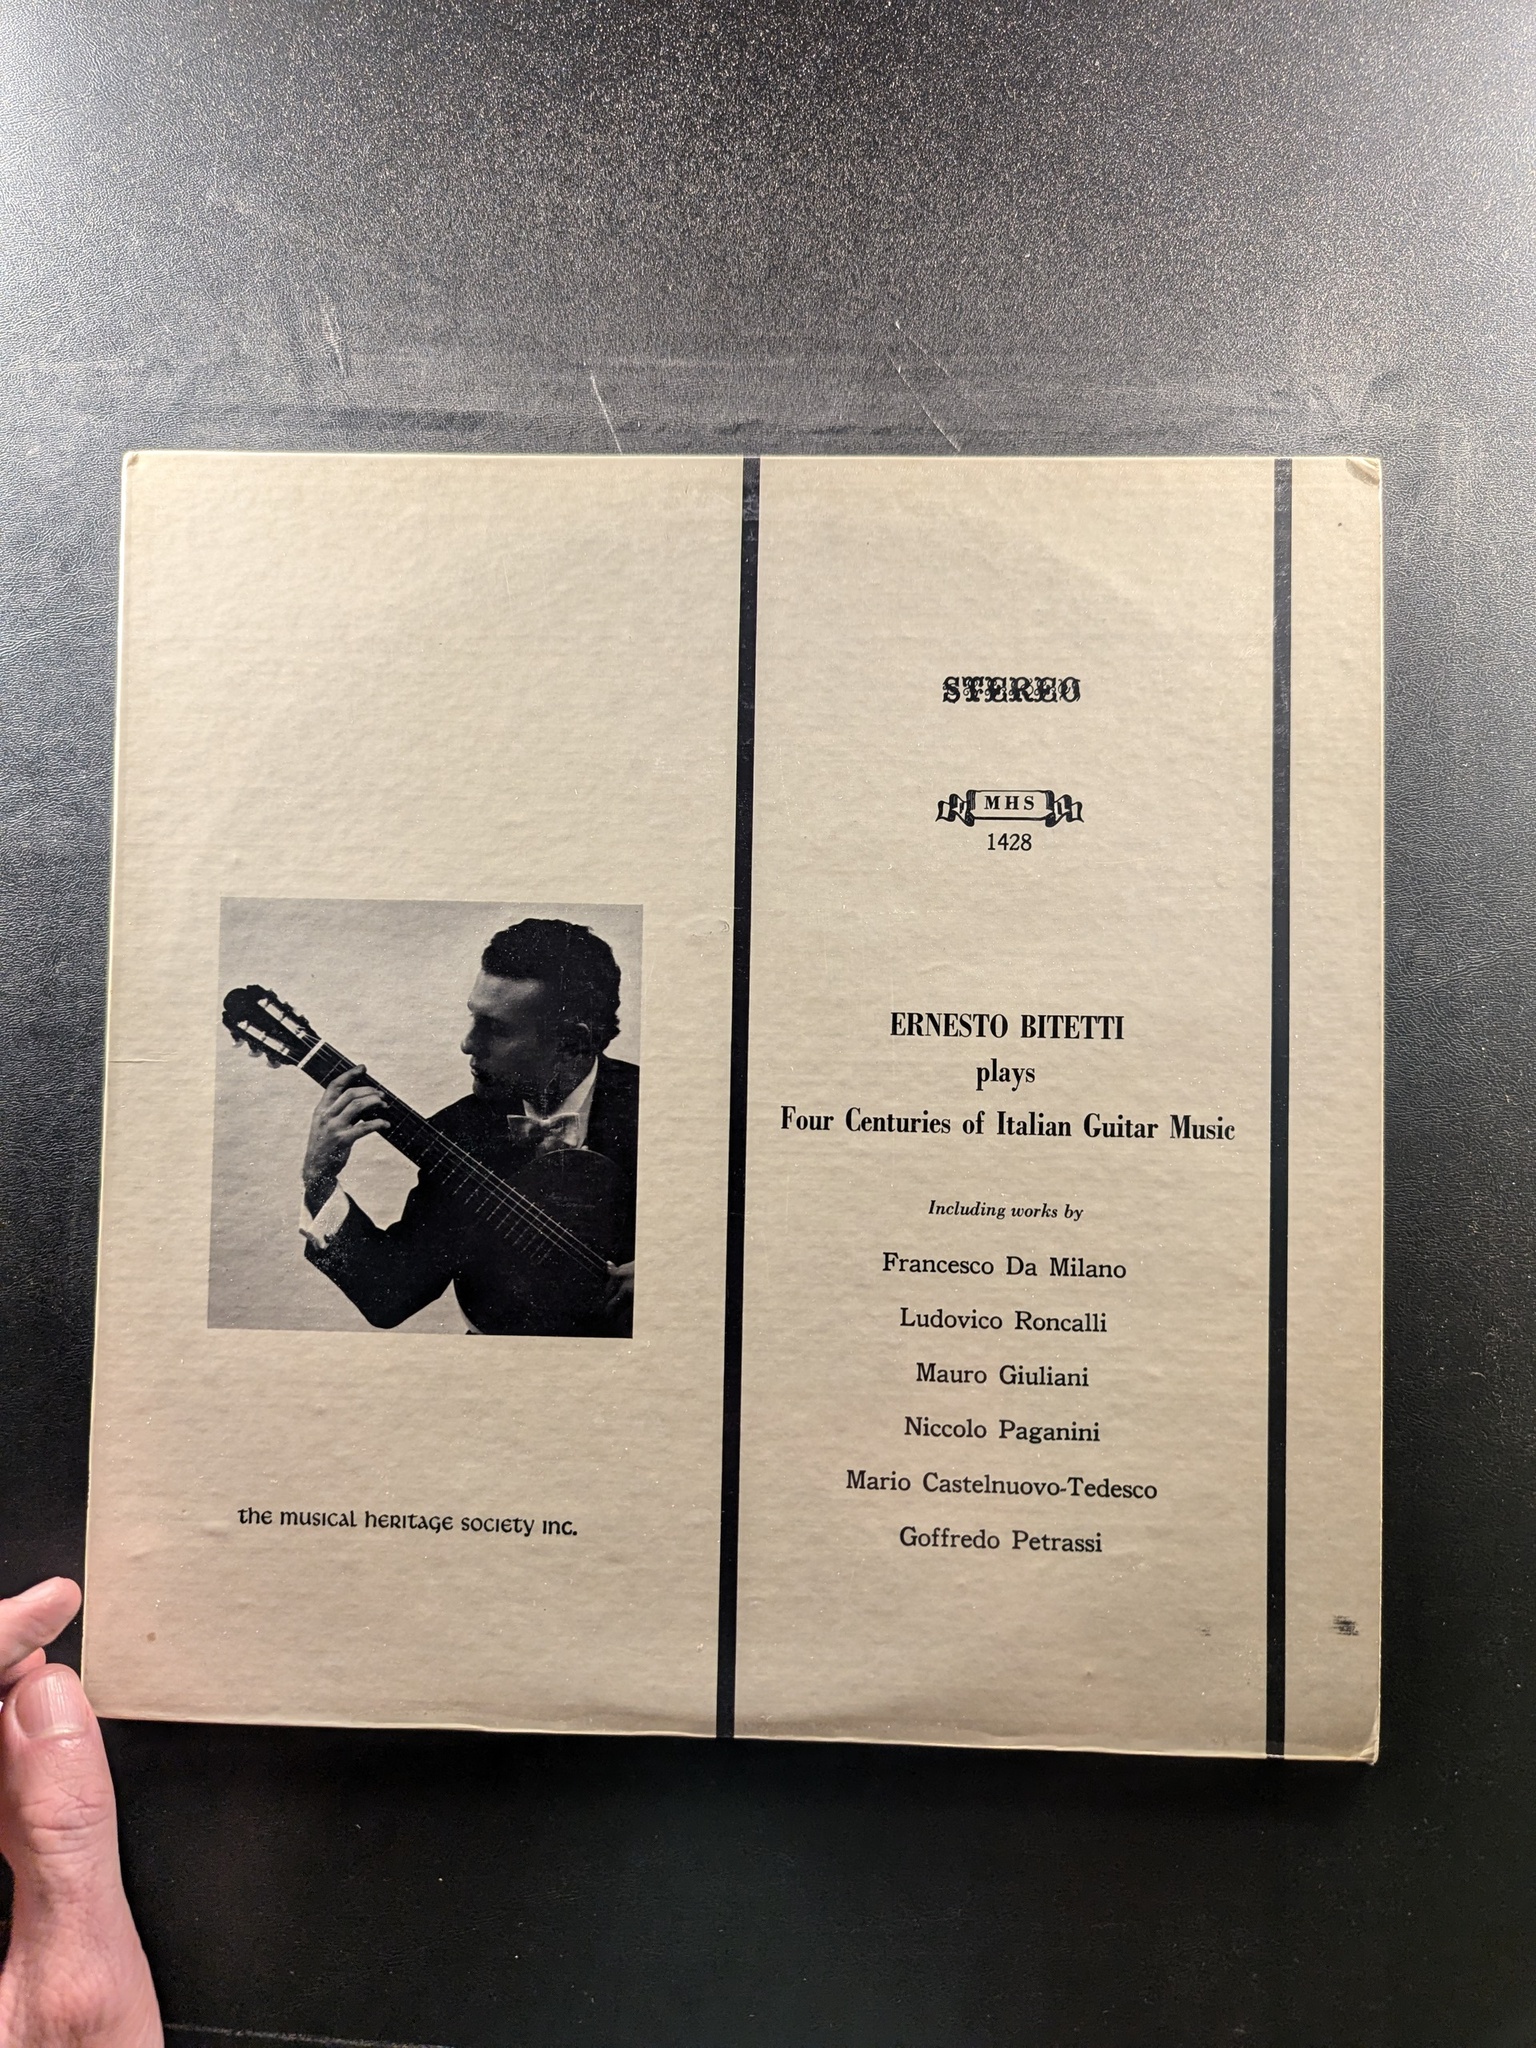 STEREO
MHS
1428
ERNESTO BITETTI
plays
Four Centuries of Italian Guitar Music
Including works by
Francesco Da Milano
Ludovico Roncalli
Mauro Giuliani
Niccolo Paganini
Mario Castelnuovo-Tedesco
Goffredo Petrassi
the musical heritage society inc.